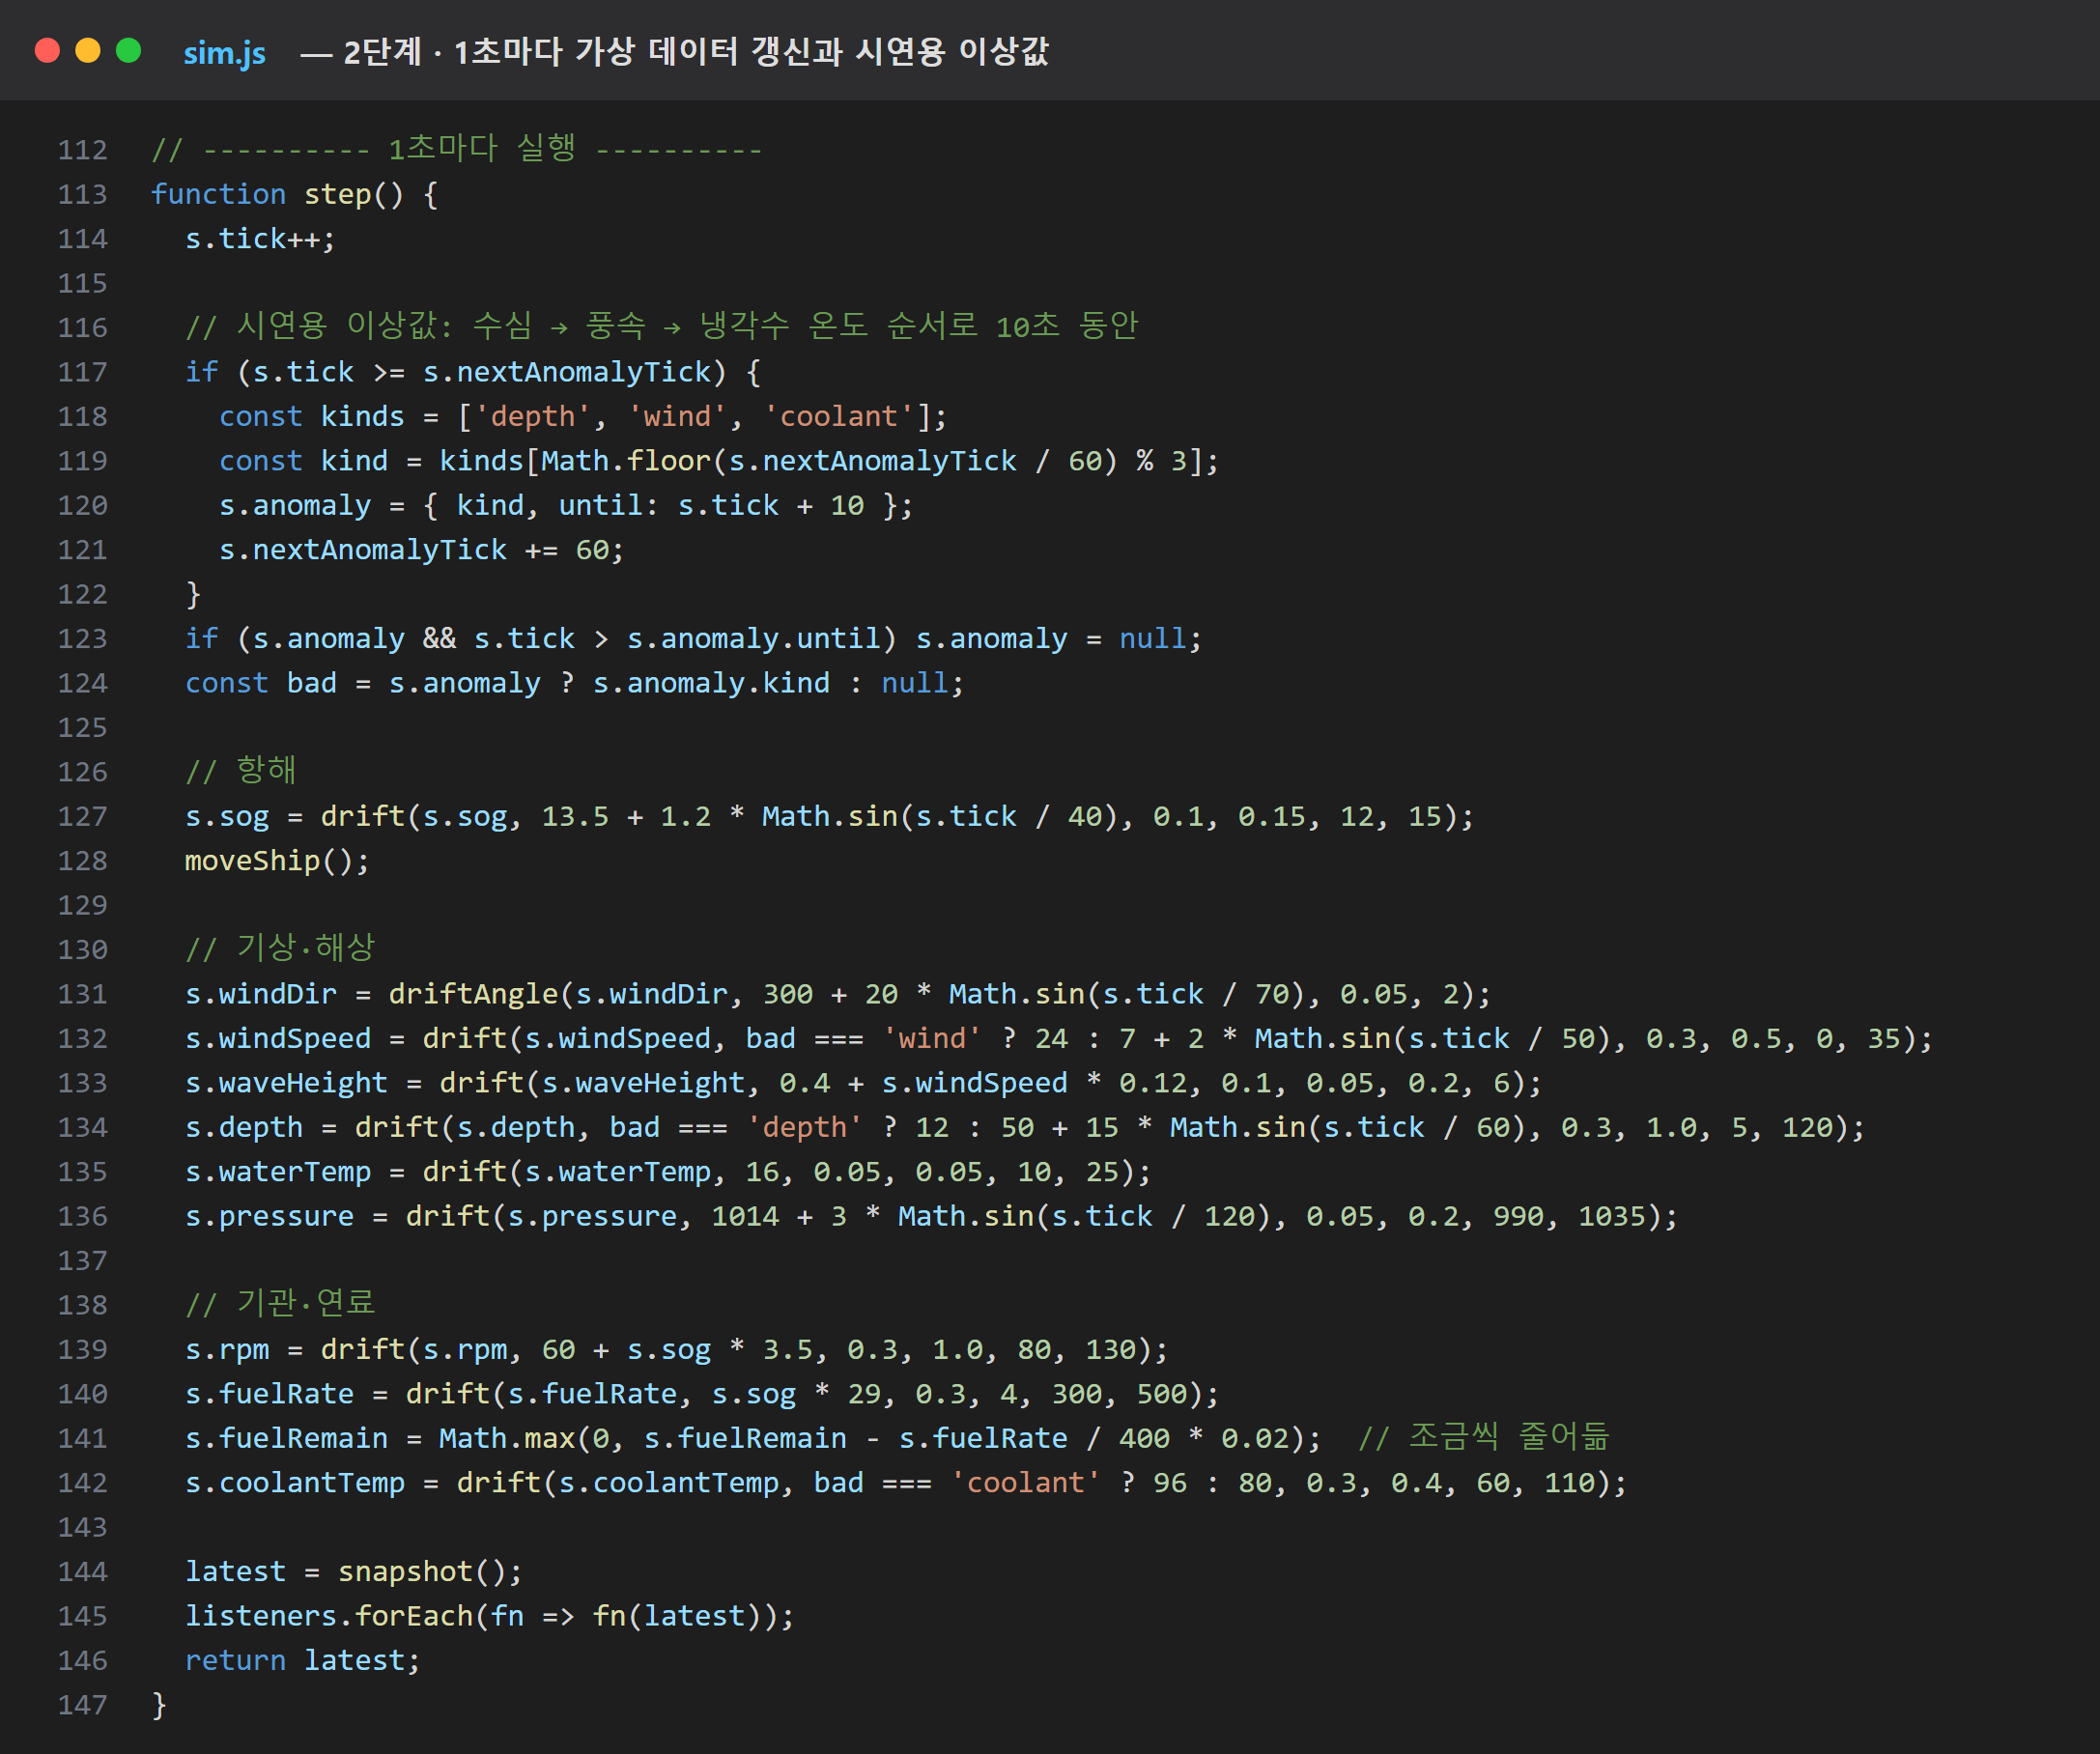 sim.js — 2단계 · 1초마다 가상 데이터 갱신과 시연용 이상값
112 // ---------- 1초마다 실행 ----------
113 function step() {
114   s.tick++;
115
116   // 시연용 이상값: 수심 → 풍속 → 냉각수 온도 순서로 10초 동안
117   if (s.tick >= s.nextAnomalyTick) {
118     const kinds = ['depth', 'wind', 'coolant'];
119     const kind = kinds[Math.floor(s.nextAnomalyTick / 60) % 3];
120     s.anomaly = { kind, until: s.tick + 10 };
121     s.nextAnomalyTick += 60;
122   }
123   if (s.anomaly && s.tick > s.anomaly.until) s.anomaly = null;
124   const bad = s.anomaly ? s.anomaly.kind : null;
125
126   // 항해
127   s.sog = drift(s.sog, 13.5 + 1.2 * Math.sin(s.tick / 40), 0.1, 0.15, 12, 15);
128   moveShip();
129
130   // 기상·해상
131   s.windDir = driftAngle(s.windDir, 300 + 20 * Math.sin(s.tick / 70), 0.05, 2);
132   s.windSpeed = drift(s.windSpeed, bad === 'wind' ? 24 : 7 + 2 * Math.sin(s.tick / 50), 0.3, 0.5, 0, 35);
133   s.waveHeight = drift(s.waveHeight, 0.4 + s.windSpeed * 0.12, 0.1, 0.05, 0.2, 6);
134   s.depth = drift(s.depth, bad === 'depth' ? 12 : 50 + 15 * Math.sin(s.tick / 60), 0.3, 1.0, 5, 120);
135   s.waterTemp = drift(s.waterTemp, 16, 0.05, 0.05, 10, 25);
136   s.pressure = drift(s.pressure, 1014 + 3 * Math.sin(s.tick / 120), 0.05, 0.2, 990, 1035);
137
138   // 기관·연료
139   s.rpm = drift(s.rpm, 60 + s.sog * 3.5, 0.3, 1.0, 80, 130);
140   s.fuelRate = drift(s.fuelRate, s.sog * 29, 0.3, 4, 300, 500);
141   s.fuelRemain = Math.max(0, s.fuelRemain - s.fuelRate / 400 * 0.02);  // 조금씩 줄어듦
142   s.coolantTemp = drift(s.coolantTemp, bad === 'coolant' ? 96 : 80, 0.3, 0.4, 60, 110);
143
144   latest = snapshot();
145   listeners.forEach(fn => fn(latest));
146   return latest;
147 }